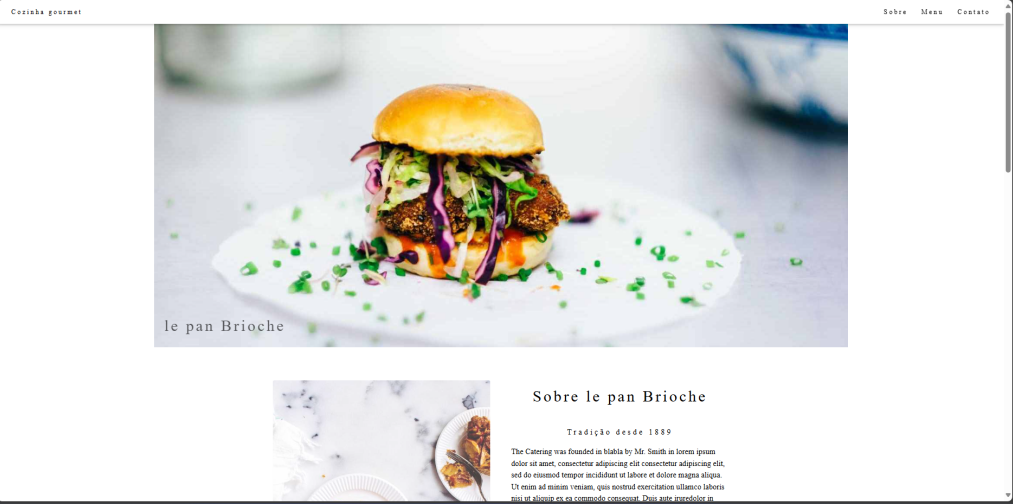 Cozinha gourmet
Sobre Menu Contato
le pan Brioche
Sobre le pan Brioche
Tradição desde 1889
The Catering was founded in blabla by Mr. Smith in lorem ipsum
dolor sit amet, consectetur adipiscing elit consectetur adipiscing elit,
sed do eiusmod tempor incididunt ut labore et dolore magna aliqua.
Ut enim ad minim veniam, quis nostrud exercitation ullamco laboris
nisi ut aliquip ex ea commodo consequat. Duis aute iruredolor in